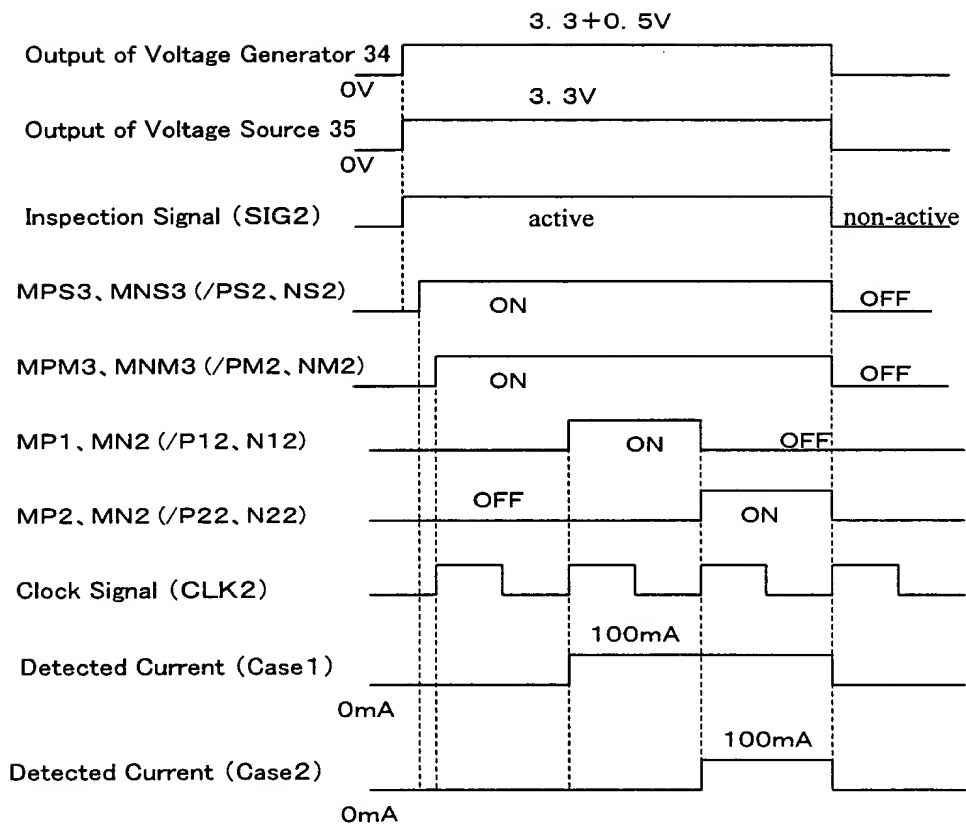 3. 3+0. 5V
Output of Voltage Generator 34
0V
3. 3V
Output of Voltage Source 35
0V
Inspection Signal (SIG2)
active
non-active
MPS3、MNS3 (/PS2、NS2)
ON
OFF
MPM3、MNM3 (/PM2、NM2)
ON
OFF
MP1、MN2 (/P12、N12)
ON
OFF
OFF
MP2、MN2 (/P22、N22)
ON
Clock Signal (CLK2)
100mA
Detected Current (Case1)
0mA
100mA
Detected Current (Case2)
0mA